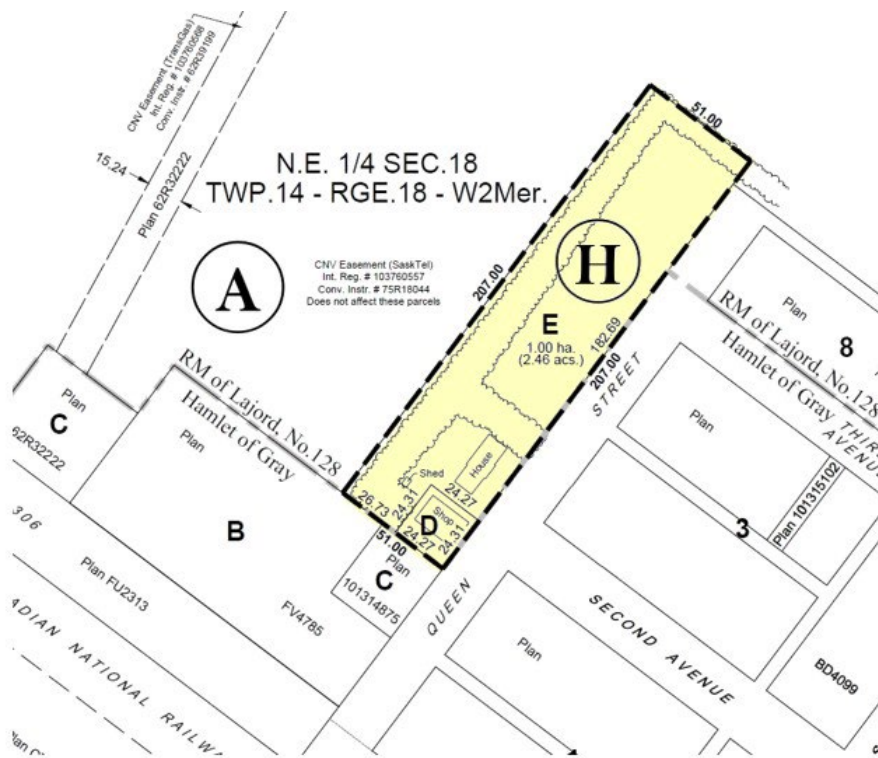 CNV Easement (TransGas)
Int. Reg. # 103760568
Conv. Instr. # 62R39199
15.24
Plan 62R32222
N.E. 1/4 SEC.18
TWP.14 - RGE.18 - W2Mer.
A
CNV Easement (SaskTel)
Int. Reg. # 103760557
Conv. Instr. # 75R18044
Does not affect these parcels
51.00
207.00
H
E
1.00 ha.
(2.46 acs.)
182.69
207.00
QUEEN STREET
Plan
8
RM of Lajord, No.128
Hamlet of Gray
THIRD
AVENUE
Plan
Plan 101315102
3
RM of Lajord, No.128
Hamlet of Gray
Plan
C
62R32222
Plan
B
FV4785
House
Shed
24.27
24.31
26.73
Shop
D
24.27
24.31
51.00
Plan
C
101314875
306
Plan FU2313
ADIAN NATIONAL RAILWA
SECOND AVENUE
Plan
BD4099